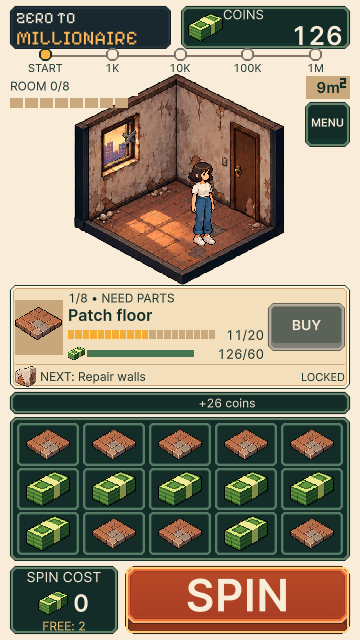 ZERO TO
MILLIONAIRE
COINS
126
START
1K
10K
100K
1M
ROOM 0/8
9m²
MENU
1/8 • NEED PARTS
Patch floor
11/20
126/60
BUY
NEXT: Repair walls
LOCKED
+26 coins
SPIN COST
0
FREE: 2
SPIN